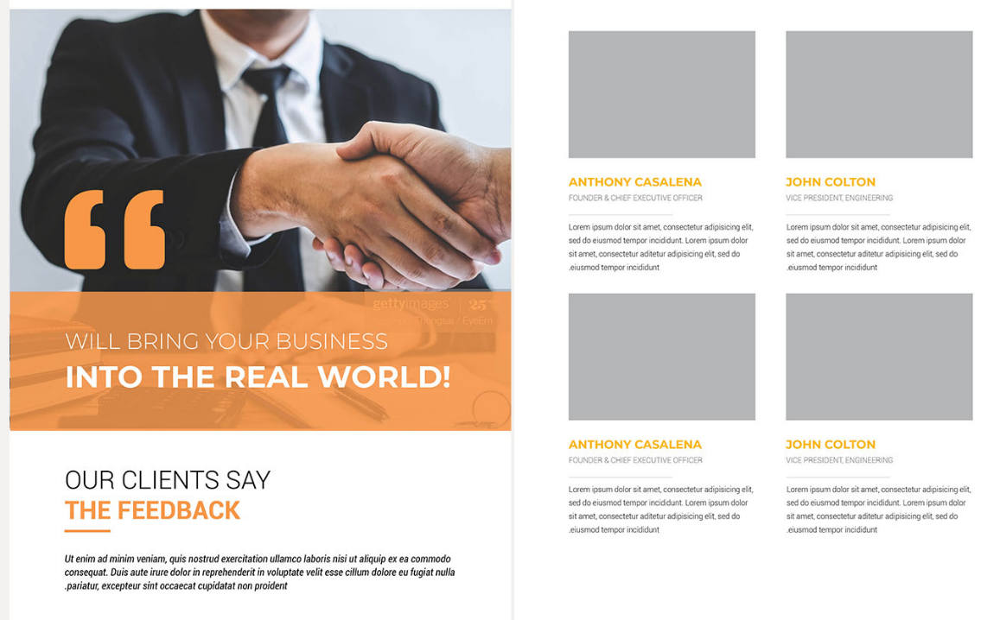 gettyimages
WILL BRING YOUR BUSINESS
INTO THE REAL WORLD!
OUR CLIENTS SAY
THE FEEDBACK
Ut enim ad minim veniam, quis nostrud exercitation ullamco laboris nisi ut aliquip ex ea commodo
consequat. Duis aute irure dolor in reprehenderit in voluptate velit esse cillum dolore eu fugiat nulla
.pariatur, excepteur sint occaecat cupidatat non proident
ANTHONY CASALENA
FOUNDER & CHIEF EXECUTIVE OFFICER
Lorem ipsum dolor sit amet, consectetur adipisicing elit,
sed do eiusmod tempor incididunt. Lorem ipsum dolor
sit amet, consectetur aditetur adipisicing elit, sed do
.eiusmod tempor incididunt
JOHN COLTON
VICE PRESIDENT, ENGINEERING
Lorem ipsum dolor sit amet, consectetur adipisicing elit,
sed do eiusmod tempor incididunt. Lorem ipsum dolor
sit amet, consectetur aditetur adipisicing elit, sed do
.eiusmod tempor incididunt
ANTHONY CASALENA
FOUNDER & CHIEF EXECUTIVE OFFICER
Lorem ipsum dolor sit amet, consectetur adipisicing elit,
sed do eiusmod tempor incididunt. Lorem ipsum dolor
sit amet, consectetur aditetur adipisicing elit, sed do
.eiusmod tempor incididunt
JOHN COLTON
VICE PRESIDENT, ENGINEERING
Lorem ipsum dolor sit amet, consectetur adipisicing elit,
sed do eiusmod tempor incididunt. Lorem ipsum dolor
sit amet, consectetur aditetur adipisicing elit, sed do
.eiusmod tempor incididunt